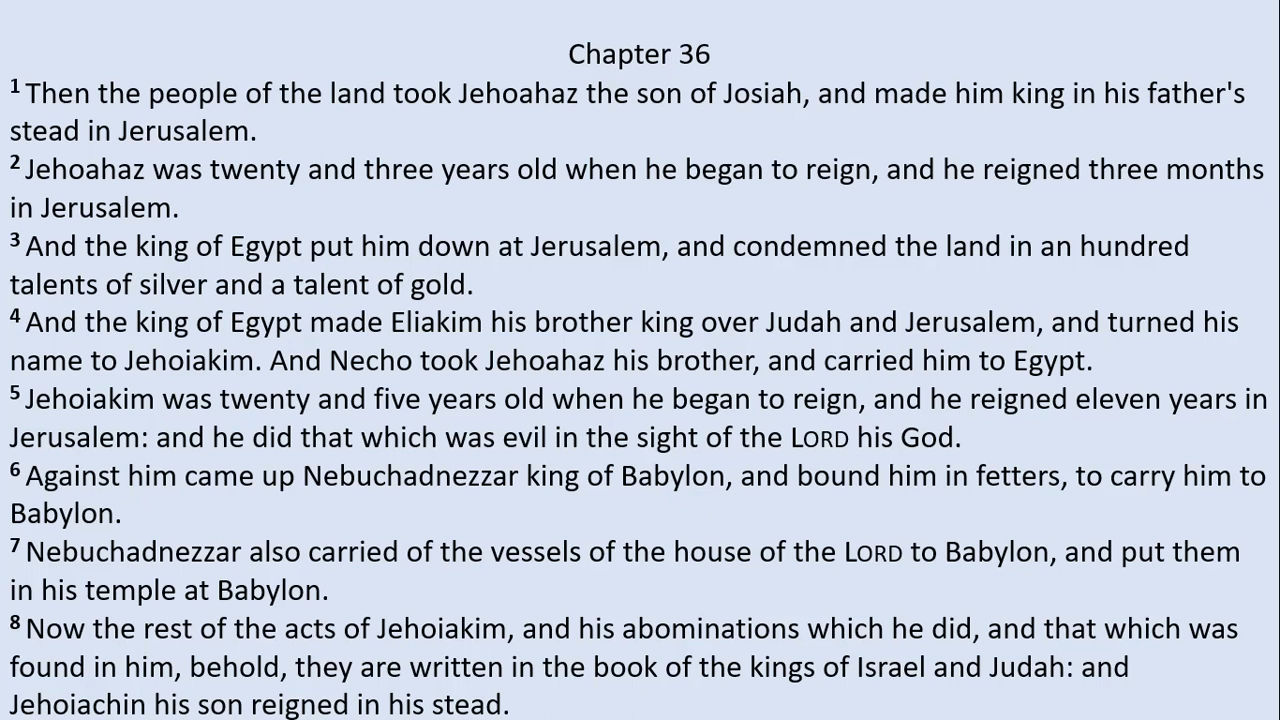 Chapter 36
1 Then the people of the land took Jehoahaz the son of Josiah, and made him king in his father's
stead in Jerusalem.
2 Jehoahaz was twenty and three years old when he began to reign, and he reigned three months
in Jerusalem.
3 And the king of Egypt put him down at Jerusalem, and condemned the land in an hundred
talents of silver and a talent of gold.
4 And the king of Egypt made Eliakim his brother king over Judah and Jerusalem, and turned his
name to Jehoiakim. And Necho took Jehoahaz his brother, and carried him to Egypt.
5 Jehoiakim was twenty and five years old when he began to reign, and he reigned eleven years in
Jerusalem: and he did that which was evil in the sight of the LORD his God.
6 Against him came up Nebuchadnezzar king of Babylon, and bound him in fetters, to carry him to
Babylon.
7 Nebuchadnezzar also carried of the vessels of the house of the LORD to Babylon, and put them
in his temple at Babylon.
8 Now the rest of the acts of Jehoiakim, and his abominations which he did, and that which was
found in him, behold, they are written in the book of the kings of Israel and Judah: and
Jehoiachin his son reigned in his stead.